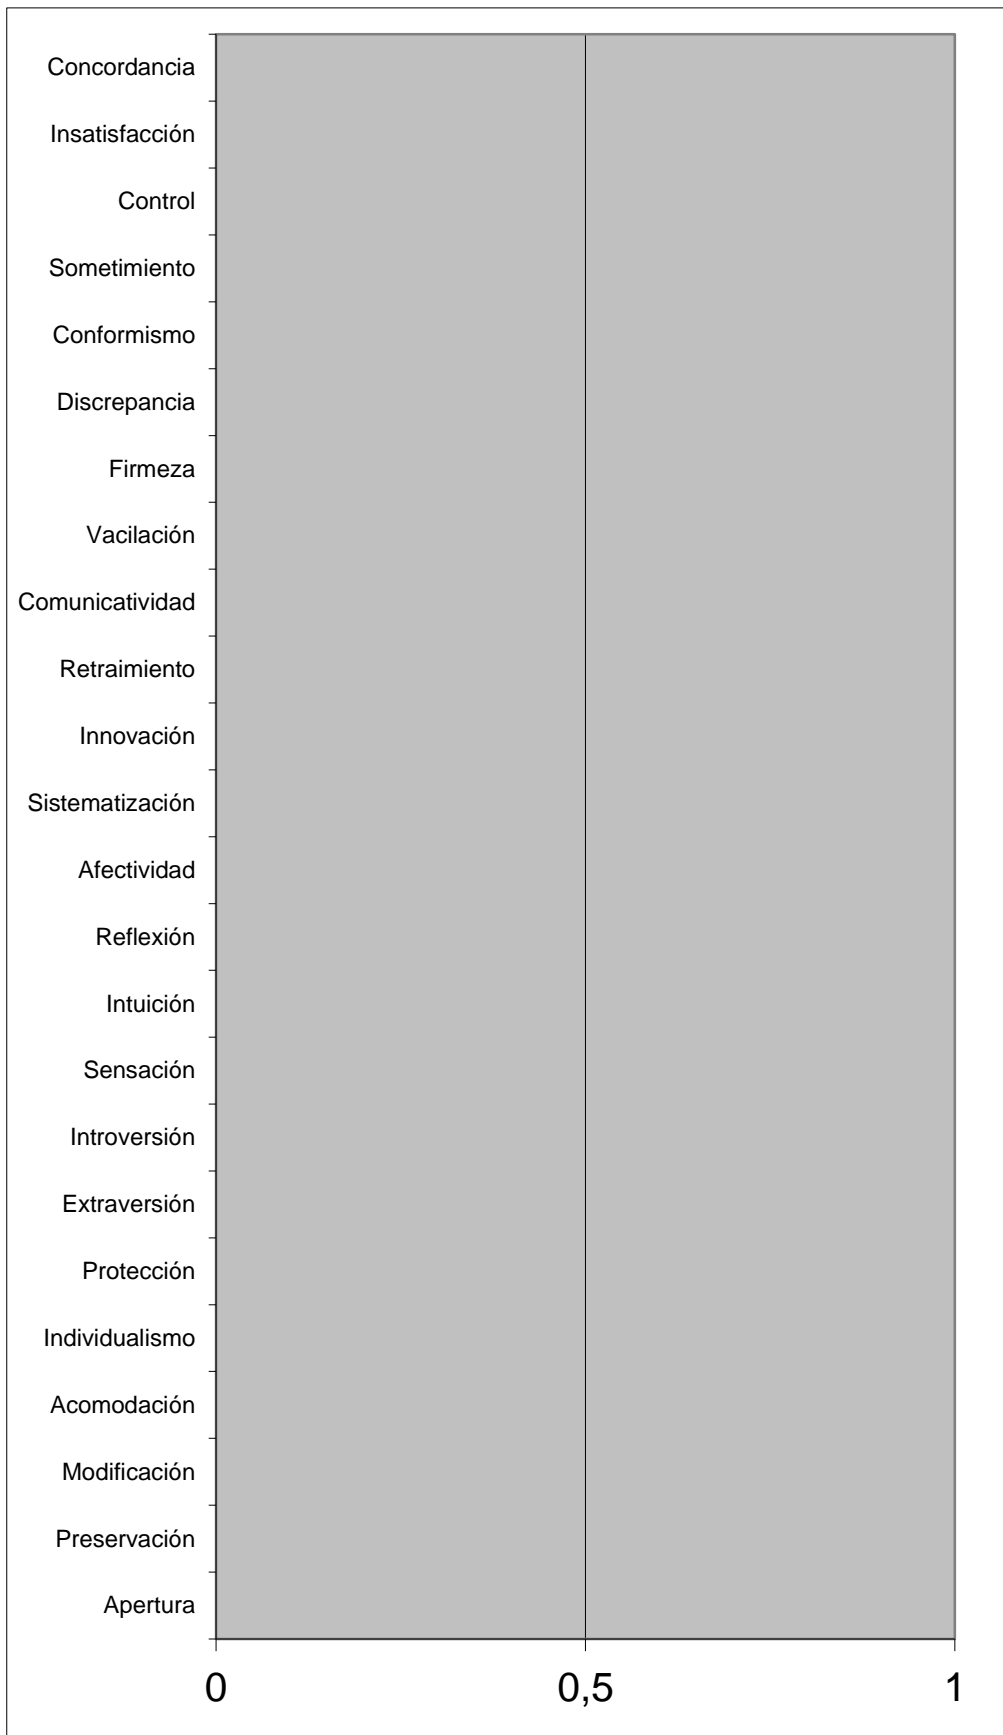 Concordancia
Insatisfacción
Control
Sometimiento
Conformismo
Discrepancia
Firmeza
Vacilación
Comunicatividad
Retraimiento
Innovación
Sistematización
Afectividad
Reflexión
Intuición
Sensación
Introversión
Extraversión
Protección
Individualismo
Acomodación
Modificación
Preservación
Apertura
0 0,5 1